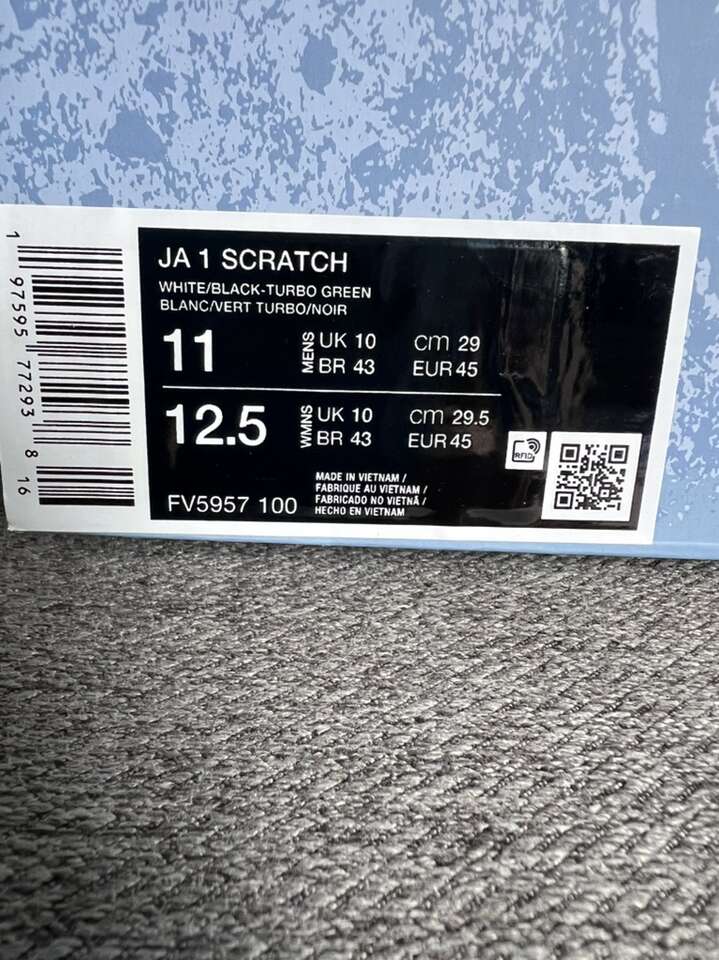 JA 1 SCRATCH
WHITE/BLACK-TURBO GREEN
BLANC/VERT TURBO/NOIR
11 MENS UK 10 cm 29
BR 43 EUR 45
12.5 WMNS UK 10 cm 29.5
BR 43 EUR 45
RFID
FV5957 100
MADE IN VIETNAM /
FABRIQUE AU VIETNAM /
FABRICADO NO VIETNÃ /
HECHO EN VIETNAM
1 97595 77293 8 16